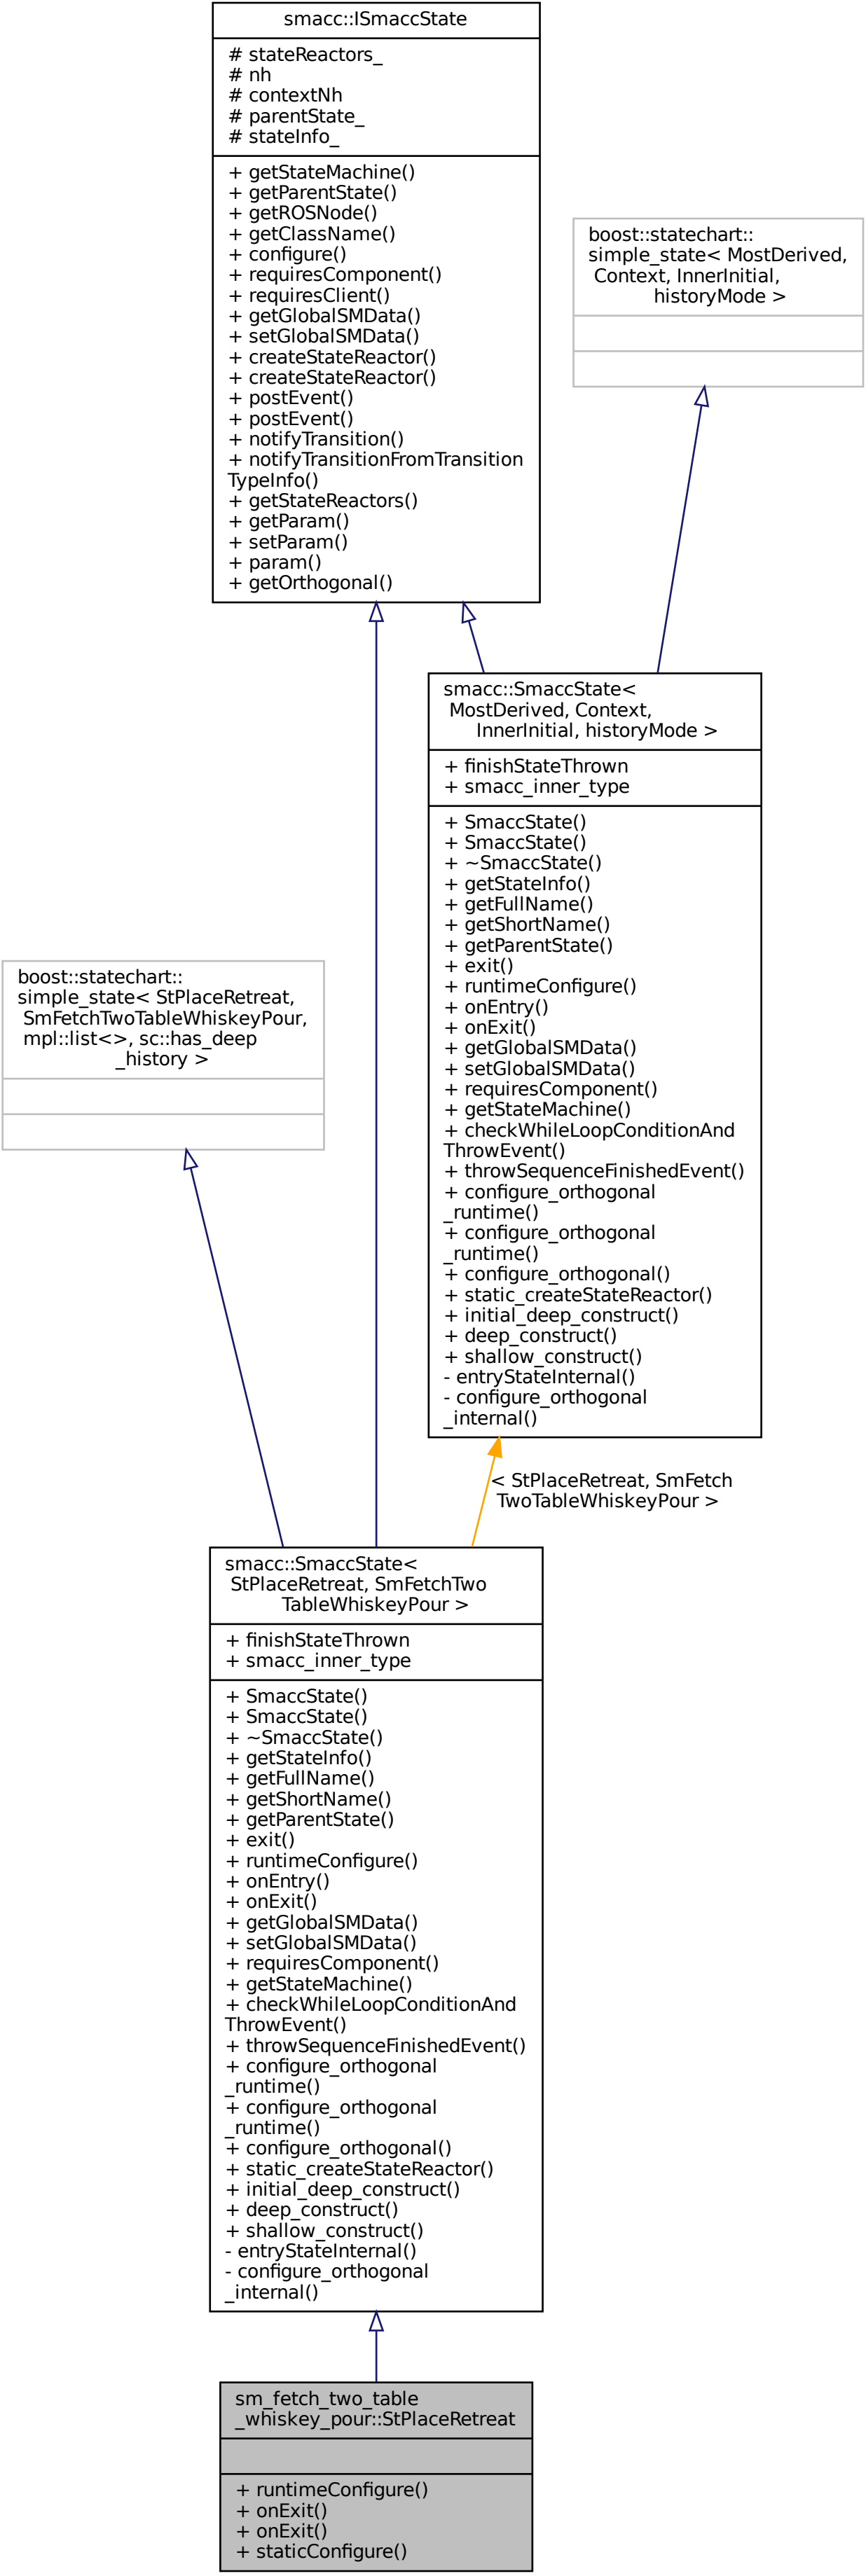 smacc::ISmaccState
# stateReactors_
# nh
# contextNh
# parentState_
# stateInfo_
+ getStateMachine()
+ getParentState()
+ getROSNode()
+ getClassName()
+ configure()
+ requiresComponent()
+ requiresClient()
+ getGlobalSMData()
+ setGlobalSMData()
+ createStateReactor()
+ createStateReactor()
+ postEvent()
+ postEvent()
+ notifyTransition()
+ notifyTransitionFromTransition
TypeInfo()
+ getStateReactors()
+ getParam()
+ setParam()
+ param()
+ getOrthogonal()
boost::statechart::
simple_state< MostDerived,
Context, InnerInitial,
historyMode >
smacc::SmaccState<
MostDerived, Context,
InnerInitial, historyMode >
+ finishStateThrown
+ smacc_inner_type
+ SmaccState()
+ SmaccState()
+ ~SmaccState()
+ getStateInfo()
+ getFullName()
+ getShortName()
+ getParentState()
+ exit()
+ runtimeConfigure()
+ onEntry()
+ onExit()
+ getGlobalSMData()
+ setGlobalSMData()
+ requiresComponent()
+ getStateMachine()
+ checkWhileLoopConditionAnd
ThrowEvent()
+ throwSequenceFinishedEvent()
+ configure_orthogonal
_runtime()
+ configure_orthogonal
_runtime()
+ configure_orthogonal()
+ static_createStateReactor()
+ initial_deep_construct()
+ deep_construct()
+ shallow_construct()
- entryStateInternal()
- configure_orthogonal
_internal()
boost::statechart::
simple_state< StPlaceRetreat,
SmFetchTwoTableWhiskeyPour,
mpl::list<>, sc::has_deep
_history >
< StPlaceRetreat, SmFetch
TwoTableWhiskeyPour >
smacc::SmaccState<
StPlaceRetreat, SmFetchTwo
TableWhiskeyPour >
+ finishStateThrown
+ smacc_inner_type
+ SmaccState()
+ SmaccState()
+ ~SmaccState()
+ getStateInfo()
+ getFullName()
+ getShortName()
+ getParentState()
+ exit()
+ runtimeConfigure()
+ onEntry()
+ onExit()
+ getGlobalSMData()
+ setGlobalSMData()
+ requiresComponent()
+ getStateMachine()
+ checkWhileLoopConditionAnd
ThrowEvent()
+ throwSequenceFinishedEvent()
+ configure_orthogonal
_runtime()
+ configure_orthogonal
_runtime()
+ configure_orthogonal()
+ static_createStateReactor()
+ initial_deep_construct()
+ deep_construct()
+ shallow_construct()
- entryStateInternal()
- configure_orthogonal
_internal()
sm_fetch_two_table
_whiskey_pour::StPlaceRetreat
+ runtimeConfigure()
+ onExit()
+ onExit()
+ staticConfigure()